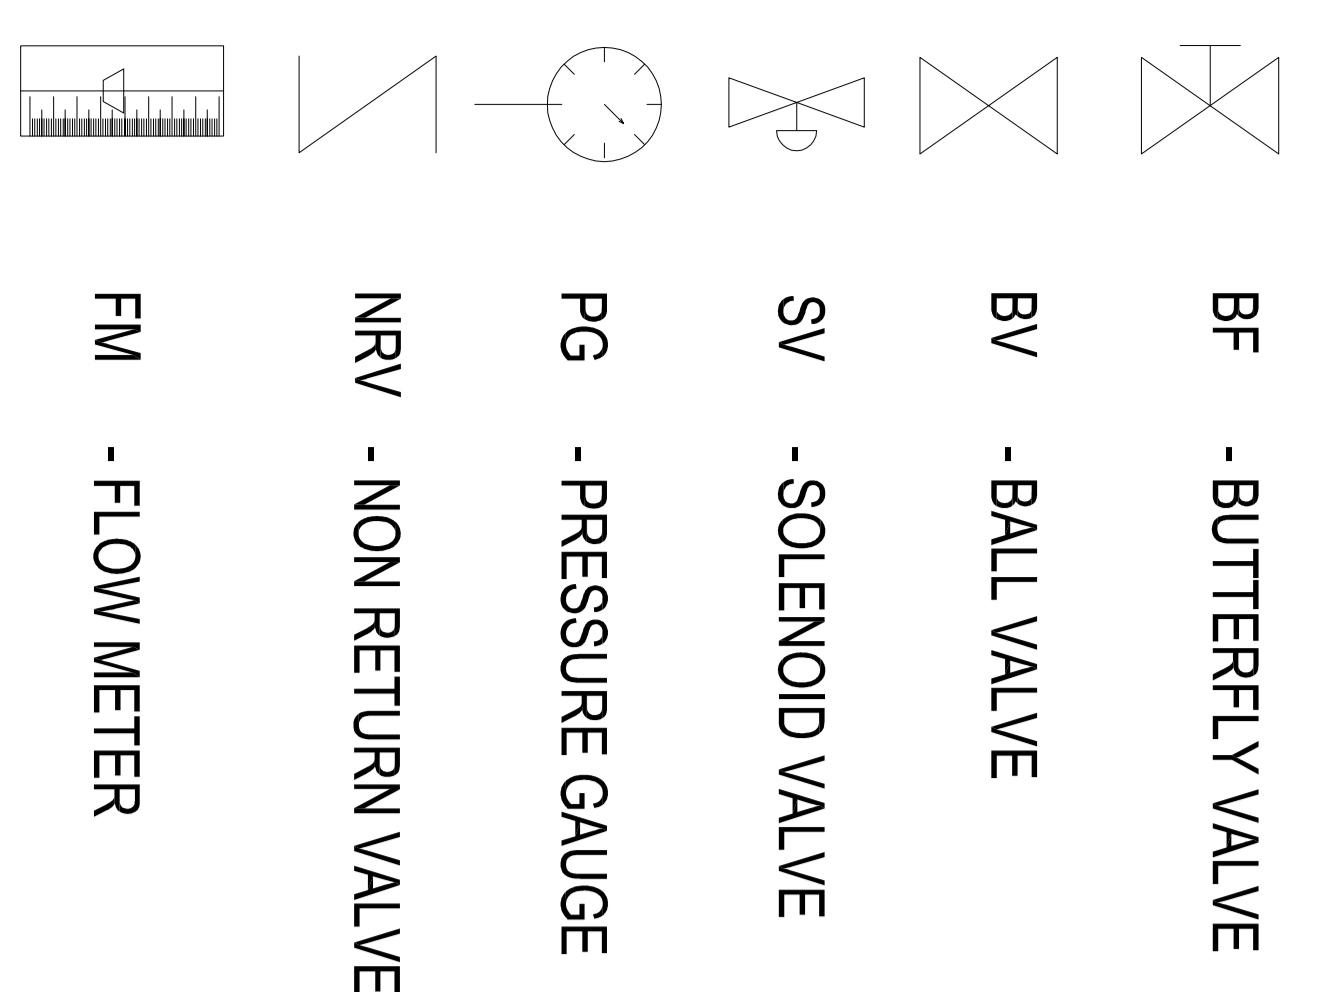 BF - BUTTERFLY VALVE
BV - BALL VALVE
SV - SOLENOID VALVE
PG - PRESSURE GAUGE
NRV - NON RETURN VALVE
FM - FLOW METER